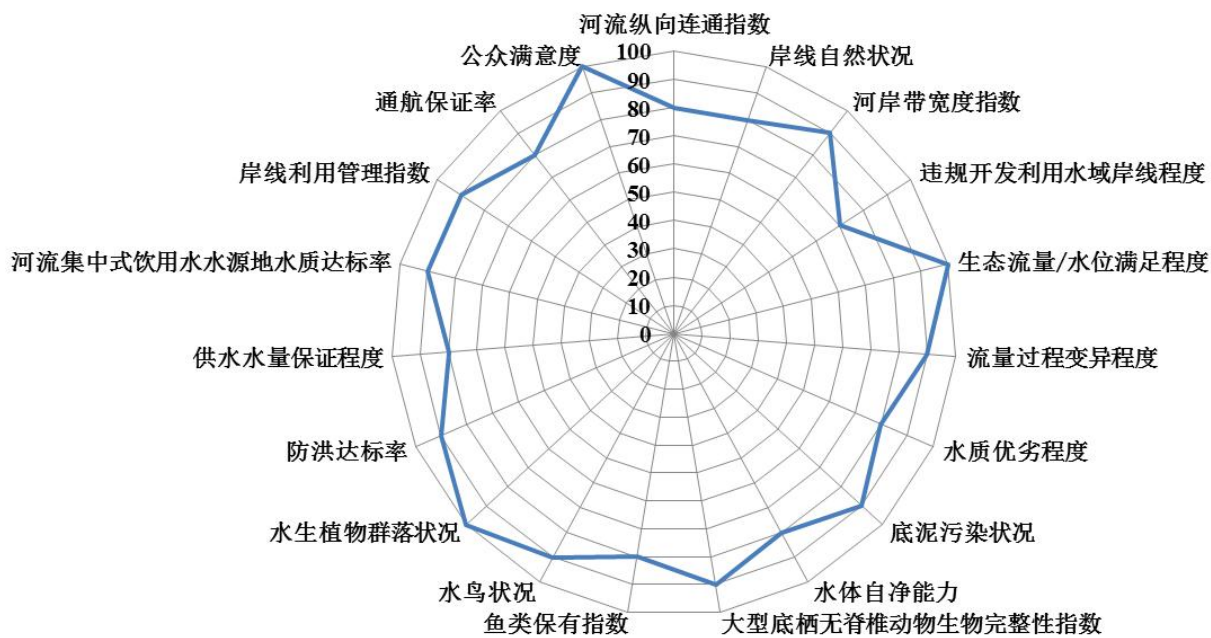 河流纵向连通指数
岸线自然状况
河岸带宽度指数
违规开发利用水域岸线程度
生态流量/水位满足程度
流量过程变异程度
水质优劣程度
底泥污染状况
水体自净能力
大型底栖无脊椎动物生物完整性指数
鱼类保有指数
水鸟状况
水生植物群落状况
防洪达标率
供水水量保证程度
河流集中式饮用水水源地水质达标率
岸线利用管理指数
通航保证率
公众满意度
100
90
80
70
60
50
40
30
20
10
0